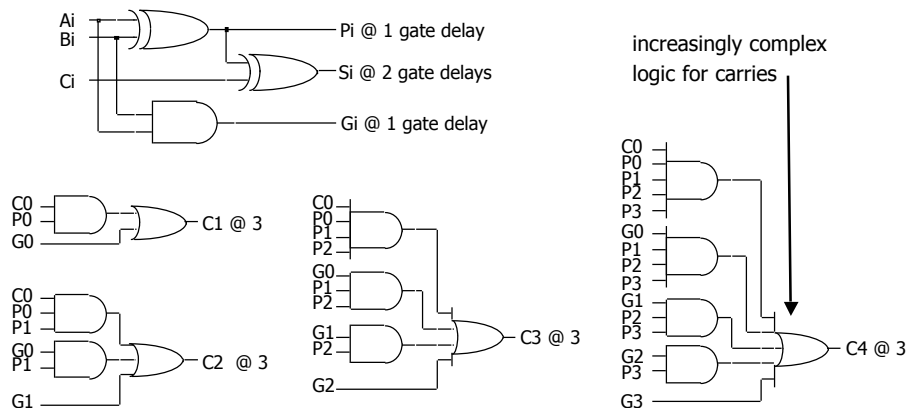 Ai
Bi
Ci
Pi @ 1 gate delay
Si @ 2 gate delays
Gi @ 1 gate delay
increasingly complex
logic for carries
C0
P0
G0
C1 @ 3
C0
P0
P1
G0
P1
G1
C2 @ 3
C0
P0
P1
P2
G0
P1
P2
G1
P2
G2
C3 @ 3
C0
P0
P1
P2
P3
G0
P1
P2
P3
G1
P2
P3
G2
P3
G3
C4 @ 3